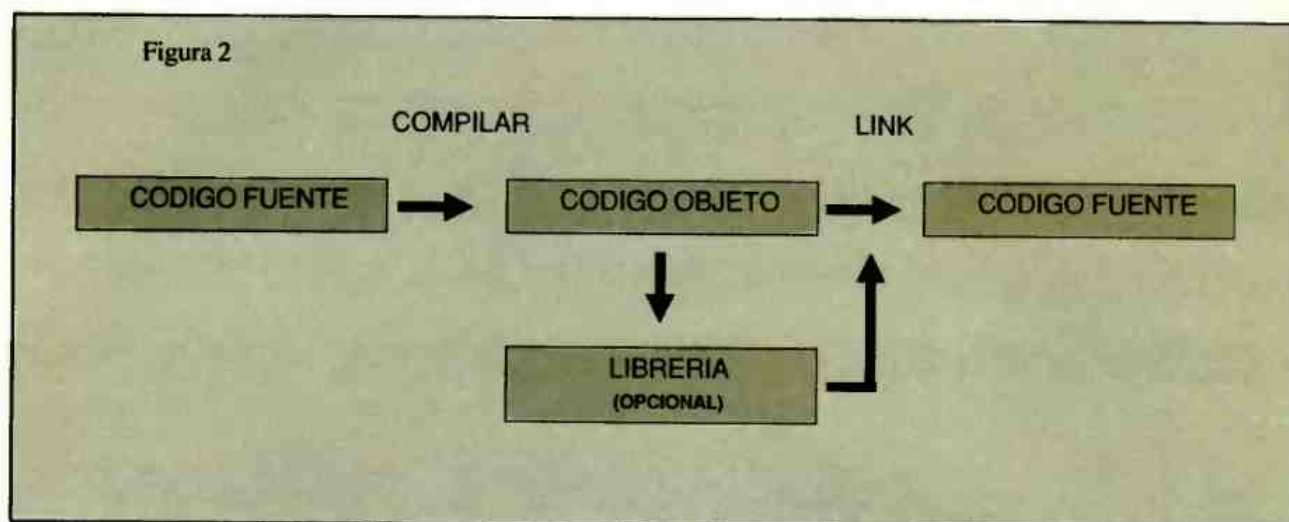 Figura 2
COMPILAR
LINK
CODIGO FUENTE
CODIGO OBJETO
CODIGO FUENTE
LIBRERIA
(OPCIONAL)